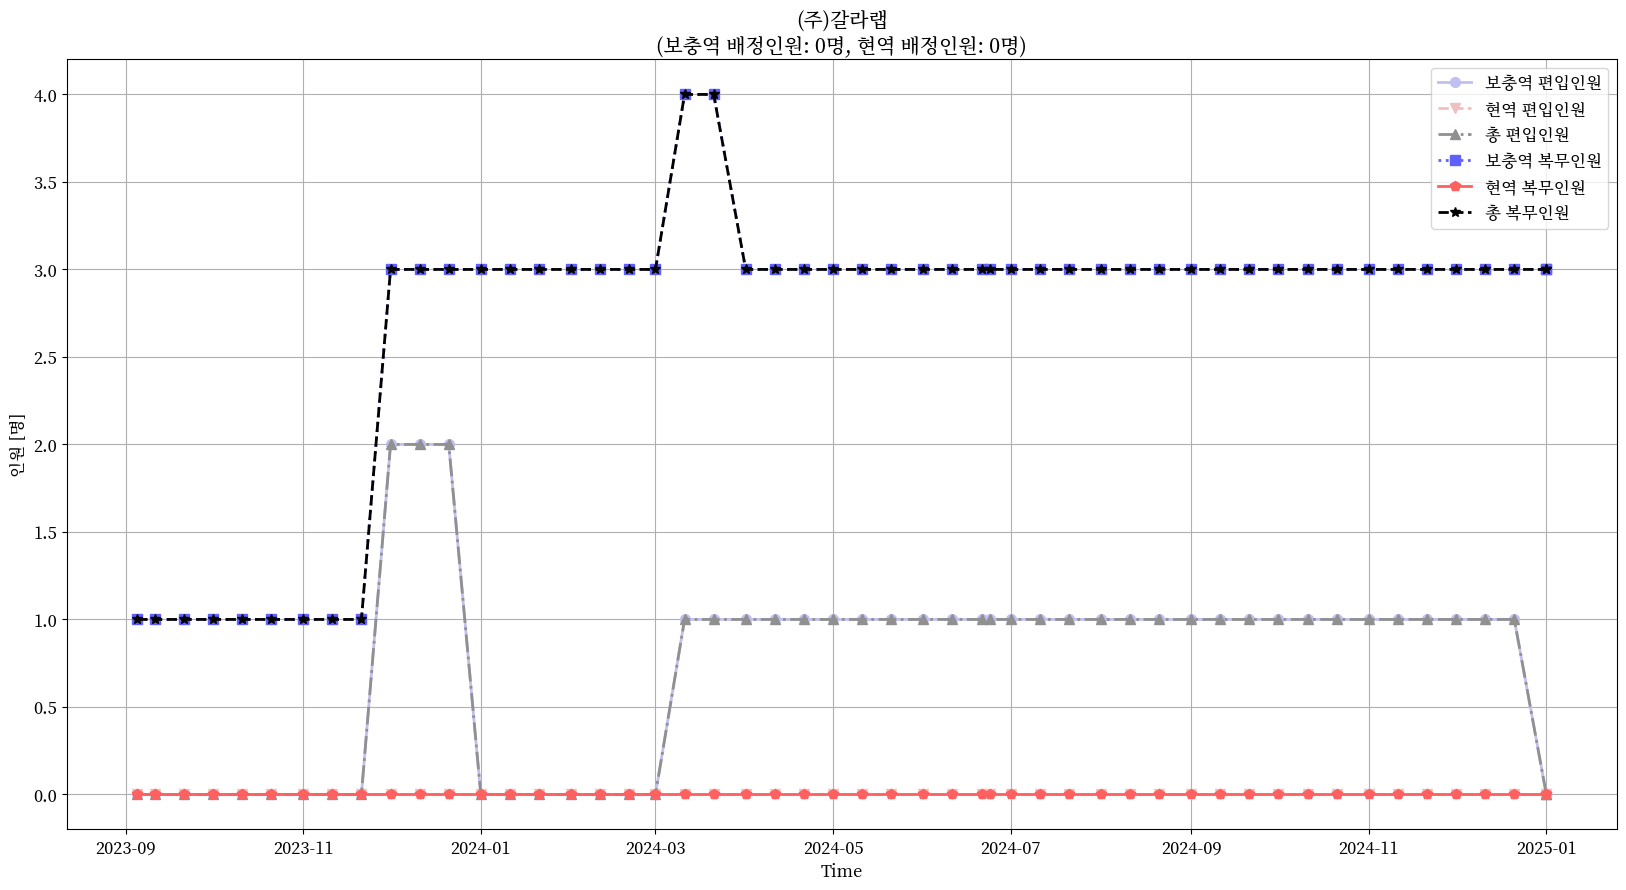 (주)갈라랩
(보충역 배정인원: 0명, 현역 배정인원: 0명)
보충역 편입인원
현역 편입인원
총 편입인원
보충역 복무인원
현역 복무인원
총 복무인원
인원 [명]
4.0
3.5
3.0
2.5
2.0
1.5
1.0
0.5
0.0
2023-09 2023-11 2024-01 2024-03 2024-05 2024-07 2024-09 2024-11 2025-01
Time